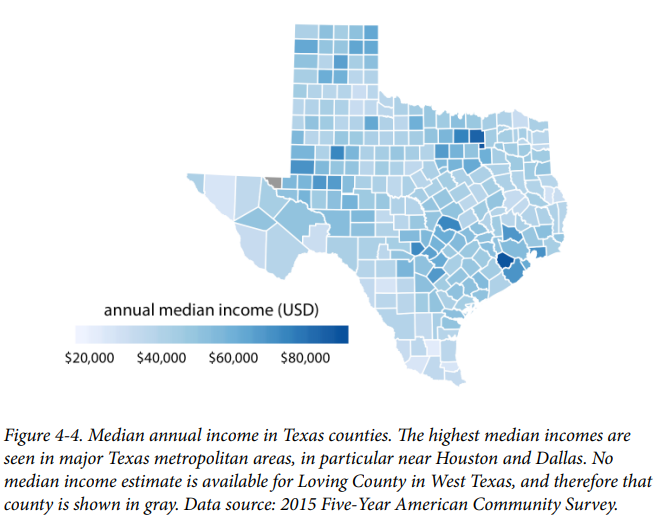 annual median income (USD)
$20,000 $40,000 $60,000 $80,000
Figure 4-4. Median annual income in Texas counties. The highest median incomes are
seen in major Texas metropolitan areas, in particular near Houston and Dallas. No
median income estimate is available for Loving County in West Texas, and therefore that
county is shown in gray. Data source: 2015 Five-Year American Community Survey.